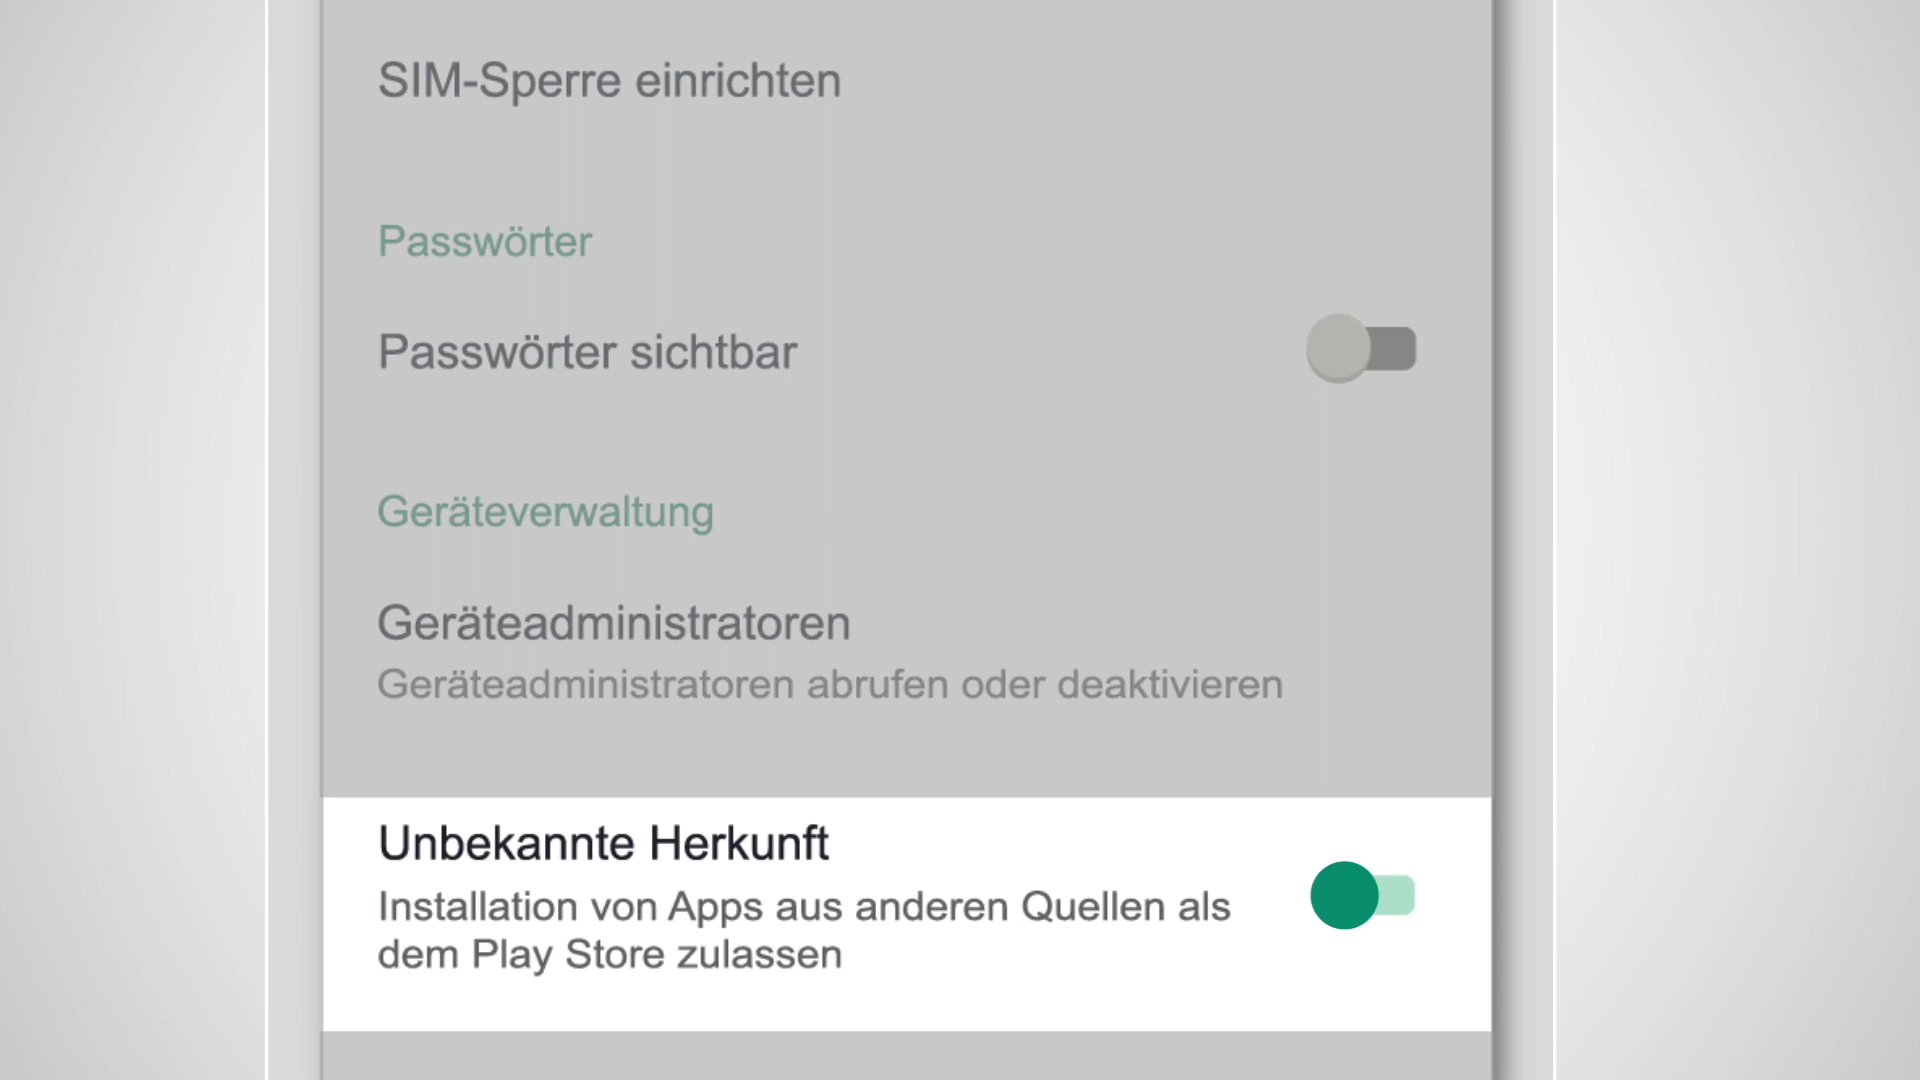 SIM-Sperre einrichten
Passwörter
Passwörter sichtbar
Geräteverwaltung
Geräteadministratoren
Geräteadministratoren abrufen oder deaktivieren
Unbekannte Herkunft
Installation von Apps aus anderen Quellen als
dem Play Store zulassen